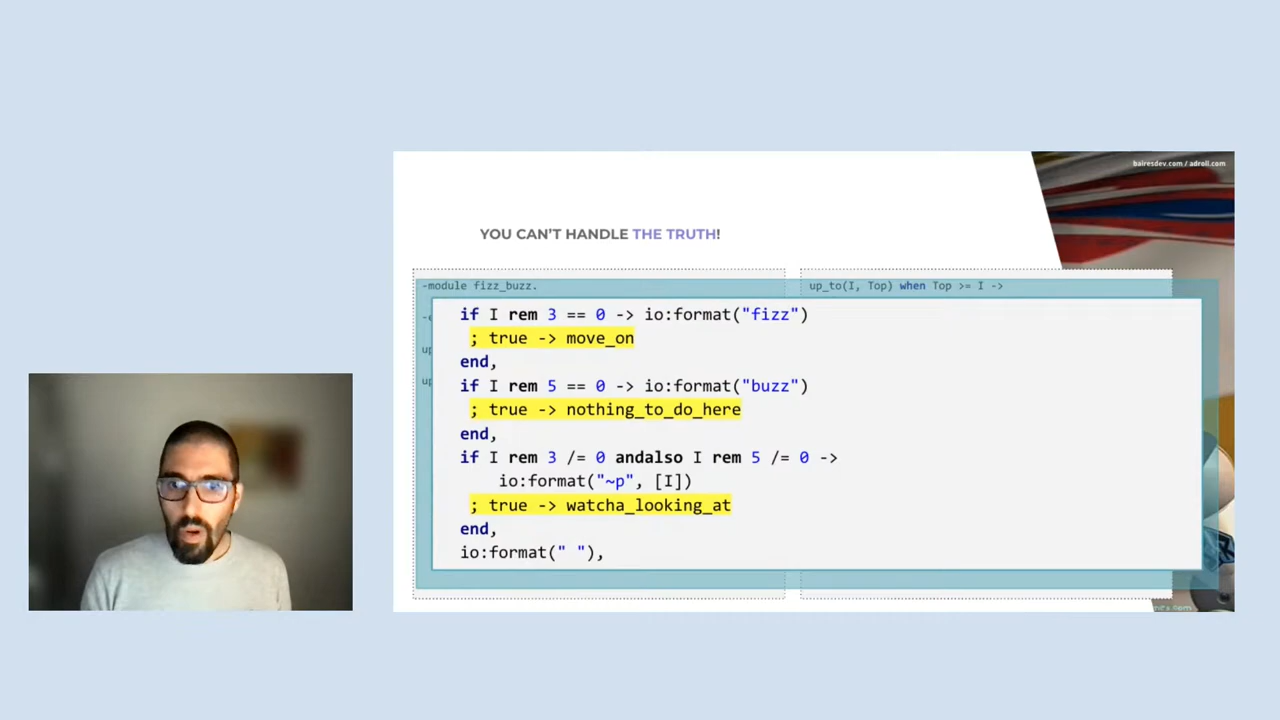 bairesdev.com / adroll.com
YOU CAN'T HANDLE THE TRUTH!
-module fizz_buzz.
up_to(I, Top) when Top >= I ->
if I rem 3 == 0 -> io:format("fizz")
; true -> move_on
end,
if I rem 5 == 0 -> io:format("buzz")
; true -> nothing_to_do_here
end,
if I rem 3 /= 0 andalso I rem 5 /= 0 ->
io:format("~p", [I])
; true -> watcha_looking_at
end,
io:format(" "),
-e
up
up